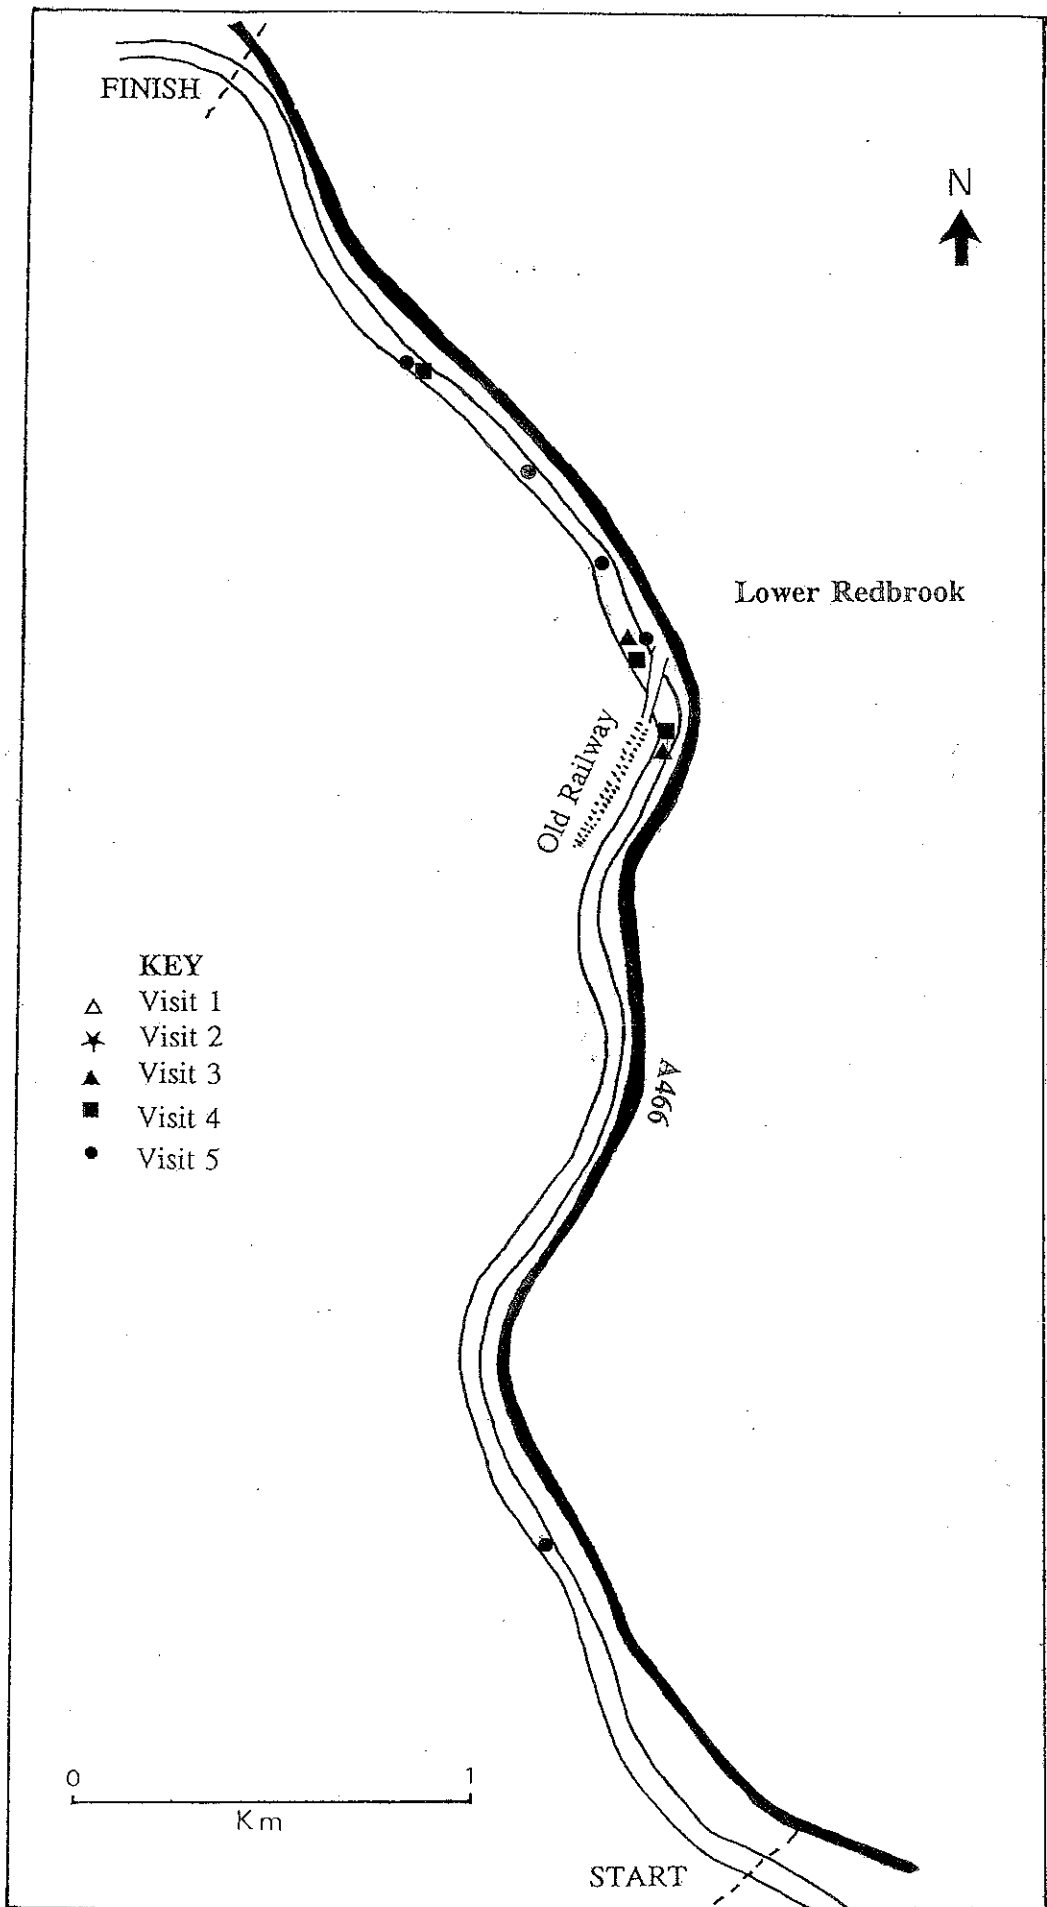 FINISH
N
Lower Redbrook
Old Railway
KEY
Visit 1
Visit 2
Visit 3
Visit 4
Visit 5
A466
0 1
Km
START